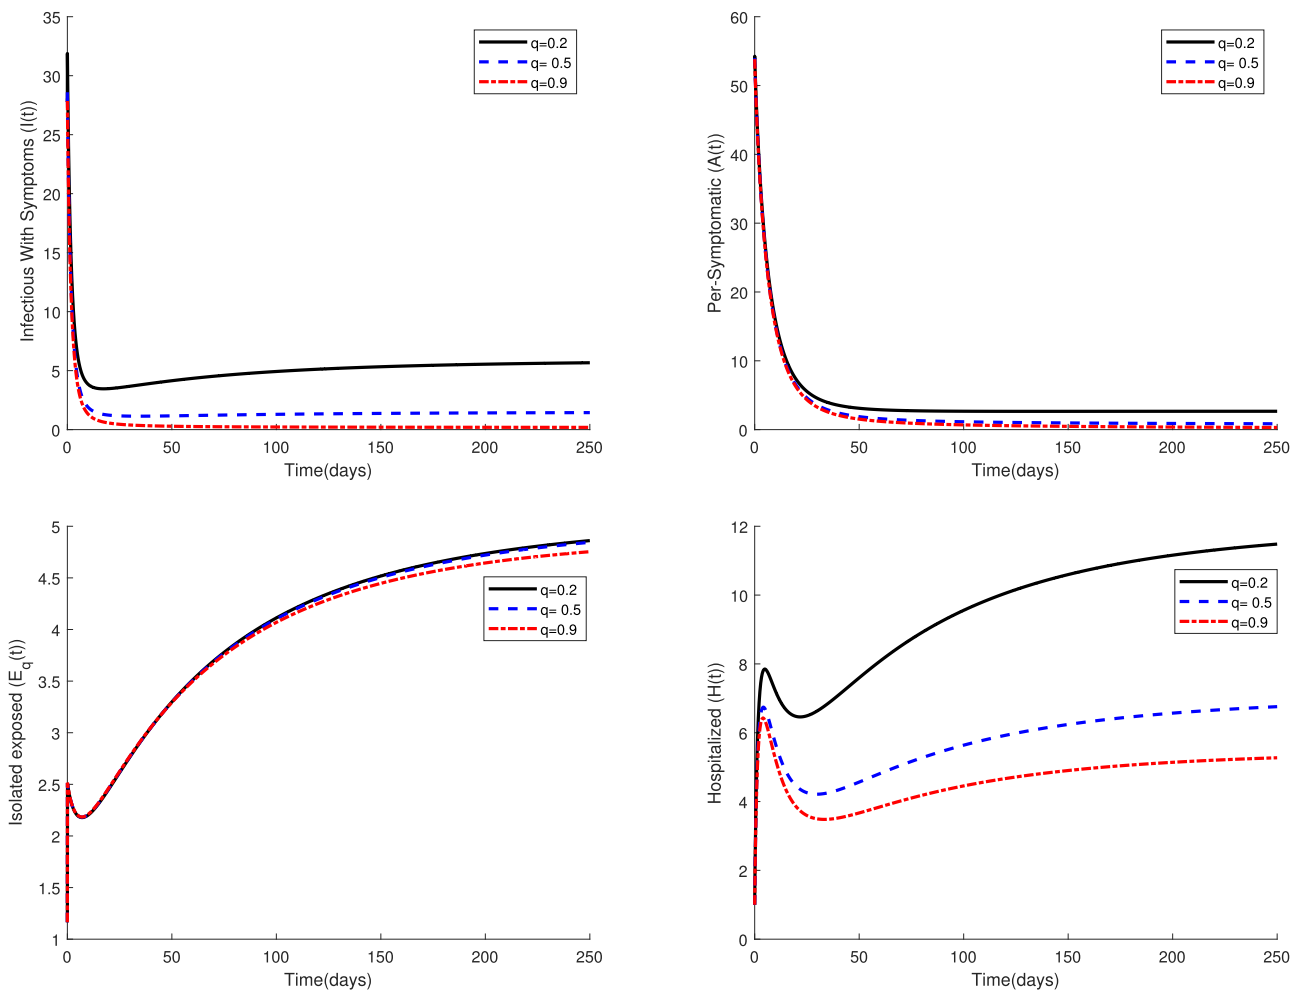 35
30
25
20
15
10
5
0
Infectious With Symptoms (I(t))
q=0.2
q= 0.5
q=0.9
0 50 100 150 200 250
Time(days)
60
50
40
30
20
10
0
Per-Symptomatic (A(t))
q=0.2
q= 0.5
q=0.9
0 50 100 150 200 250
Time(days)
5
4.5
4
3.5
3
2.5
2
1.5
1
Isolated exposed (E_q(t))
q=0.2
q= 0.5
q=0.9
0 50 100 150 200 250
Time(days)
12
10
8
6
4
2
0
Hospitalized (H(t))
q=0.2
q= 0.5
q=0.9
0 50 100 150 200 250
Time(days)